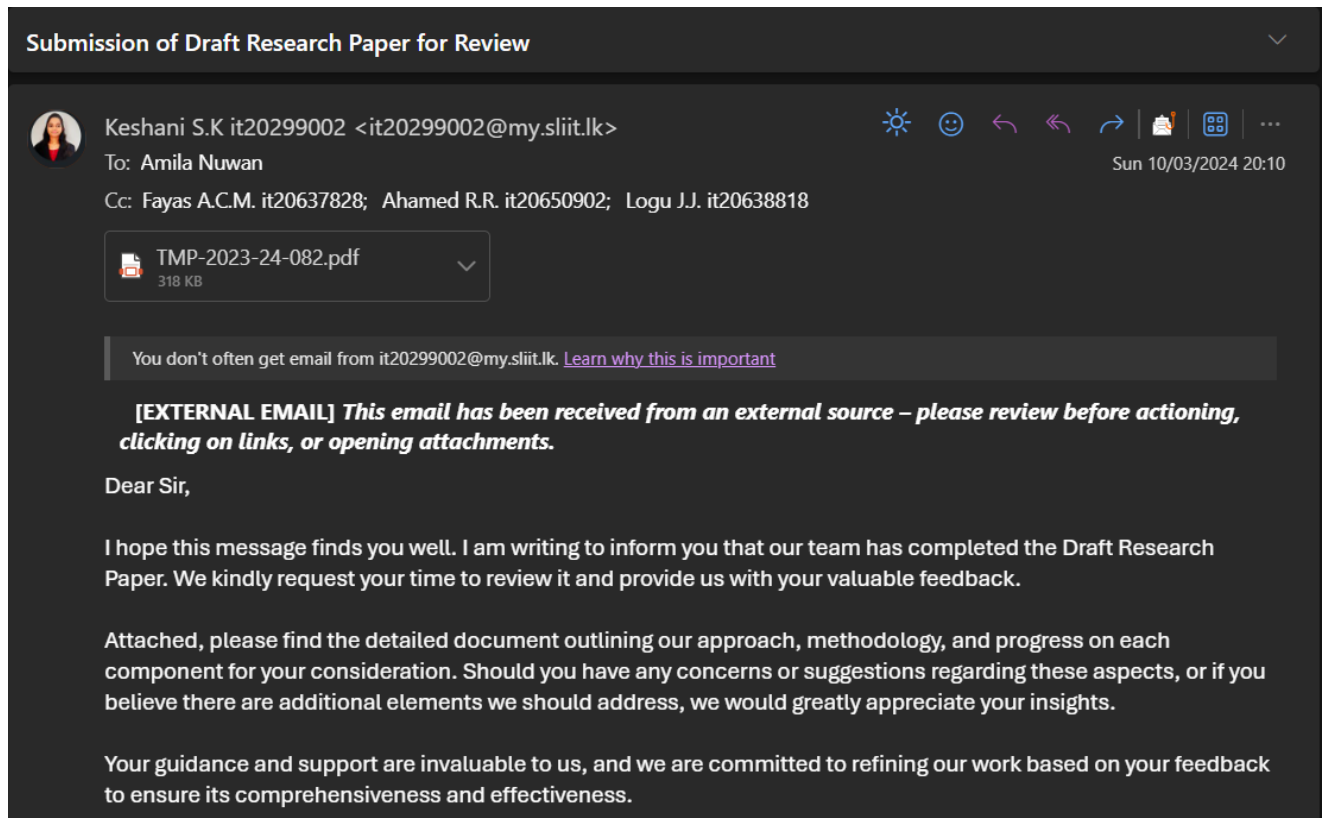 Submission of Draft Research Paper for Review
Keshani S.K it20299002 <it20299002@my.sliit.lk>
To: Amila Nuwan
Sun 10/03/2024 20:10
Cc: Fayas A.C.M. it20637828; Ahamed R.R. it20650902; Logu J.J. it20638818
TMP-2023-24-082.pdf
318 KB
You don't often get email from it20299002@my.sliit.lk. Learn why this is important
[EXTERNAL EMAIL] This email has been received from an external source – please review before actioning,
clicking on links, or opening attachments.
Dear Sir,
I hope this message finds you well. I am writing to inform you that our team has completed the Draft Research
Paper. We kindly request your time to review it and provide us with your valuable feedback.
Attached, please find the detailed document outlining our approach, methodology, and progress on each
component for your consideration. Should you have any concerns or suggestions regarding these aspects, or if you
believe there are additional elements we should address, we would greatly appreciate your insights.
Your guidance and support are invaluable to us, and we are committed to refining our work based on your feedback
to ensure its comprehensiveness and effectiveness.